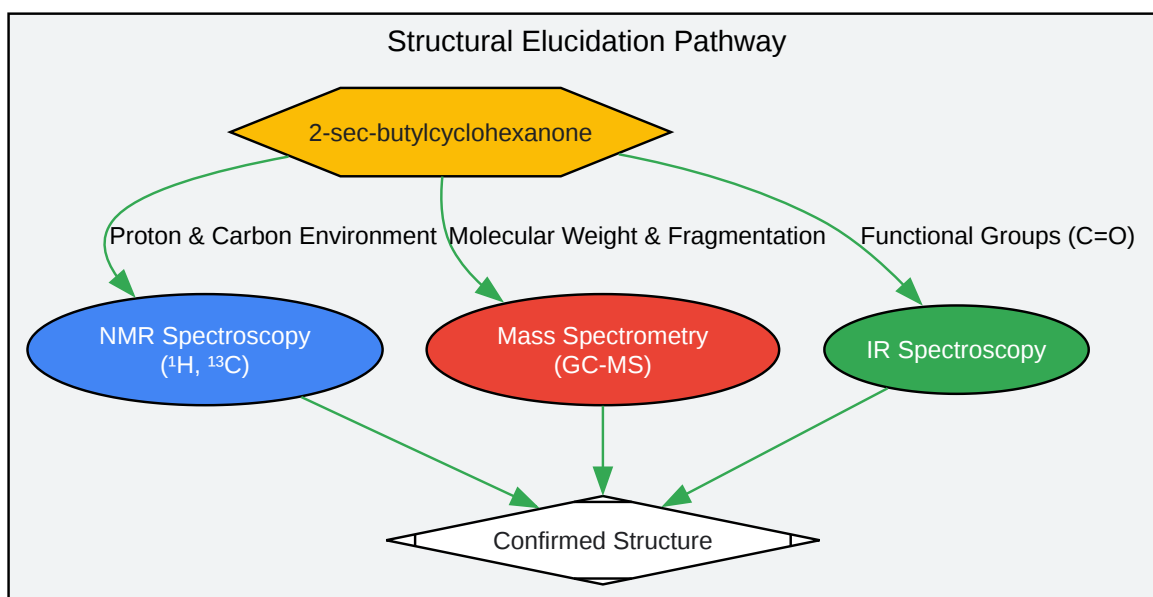 Structural Elucidation Pathway
2-sec-butylcyclohexanone
Proton & Carbon Environment
Molecular Weight & Fragmentation
Functional Groups (C=O)
NMR Spectroscopy
(¹H, ¹³C)
Mass Spectrometry
(GC-MS)
IR Spectroscopy
Confirmed Structure